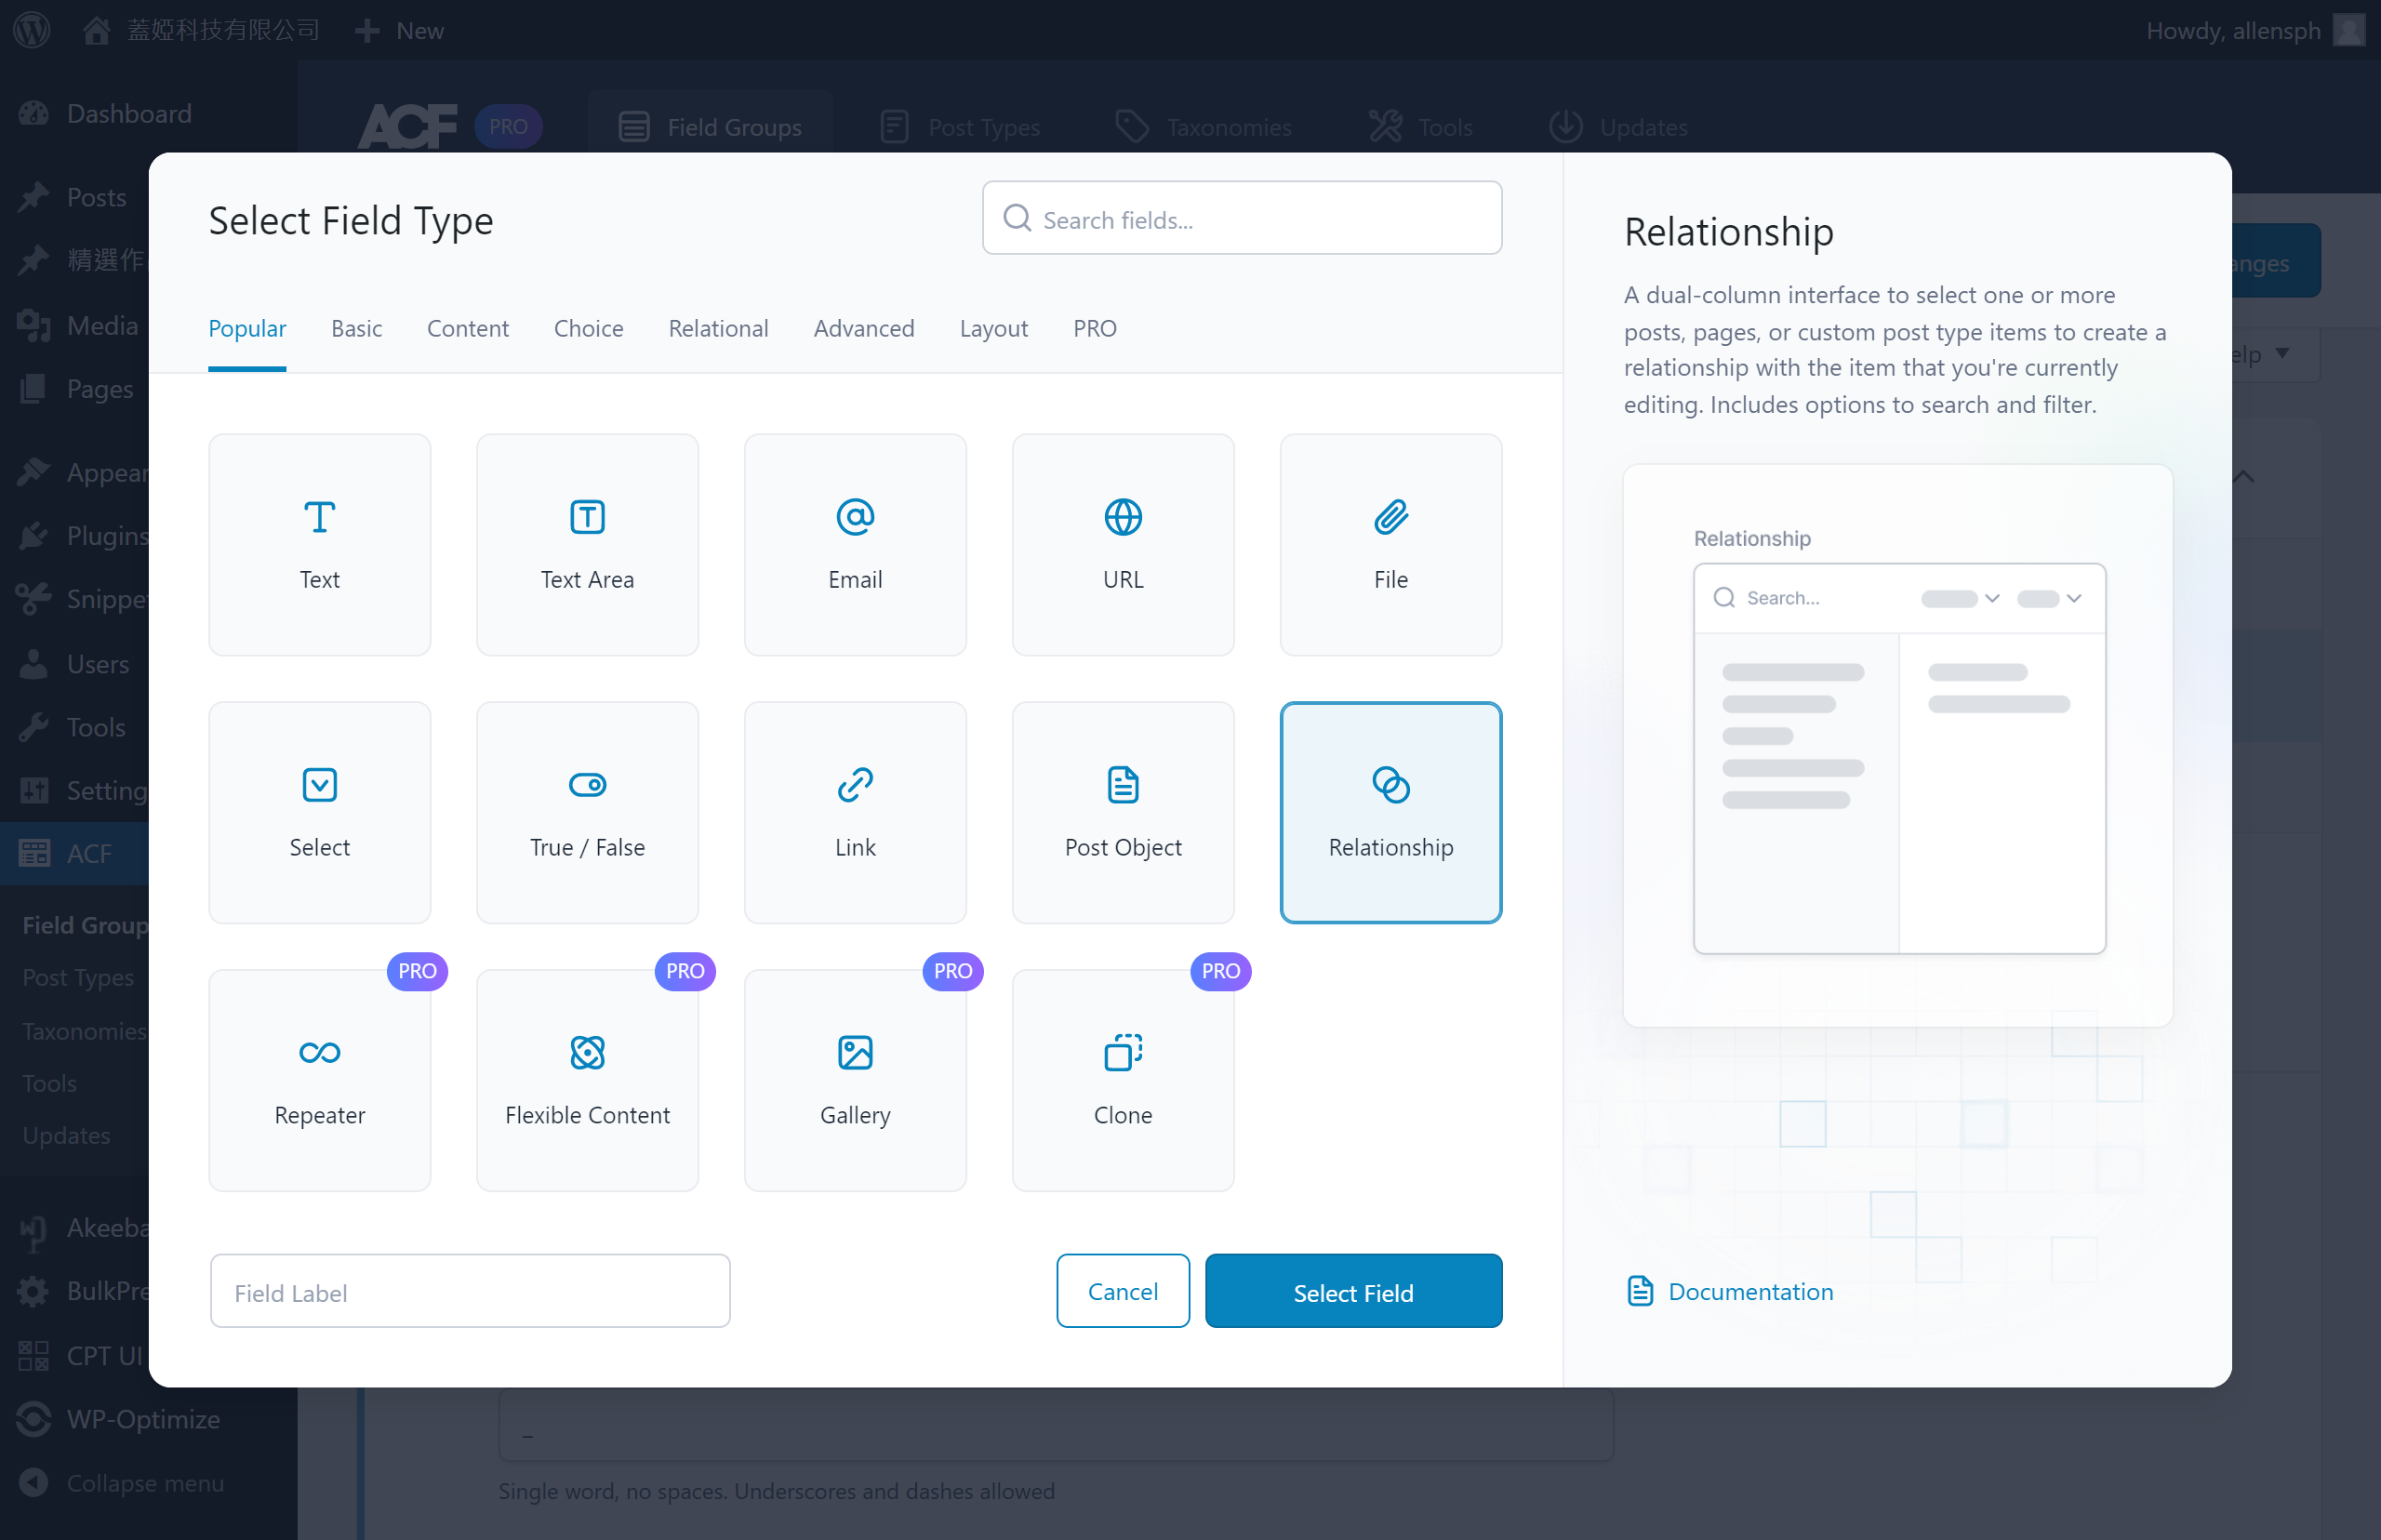 蓋婭科技有限公司
New
Howdy, allensph
Dashboard
Posts
精選作
Media
Pages
Appear
Plugins
Snippe
Users
Tools
Setting
ACF
Field Group
Post Types
Taxonomies
Tools
Updates
Akeeba
BulkPre
CPT UI
WP-Optimize
Collapse menu
ACF PRO
Field Groups
Post Types
Taxonomies
Tools
Updates
anges
elp
Select Field Type
Search fields...
Popular
Basic
Content
Choice
Relational
Advanced
Layout
PRO
Text
Text Area
Email
URL
File
Select
True / False
Link
Post Object
Relationship
PRO
PRO
PRO
PRO
Repeater
Flexible Content
Gallery
Clone
Field Label
Cancel
Select Field
Relationship
A dual-column interface to select one or more
posts, pages, or custom post type items to create a
relationship with the item that you're currently
editing. Includes options to search and filter.
Relationship
Search...
Documentation
_
Single word, no spaces. Underscores and dashes allowed